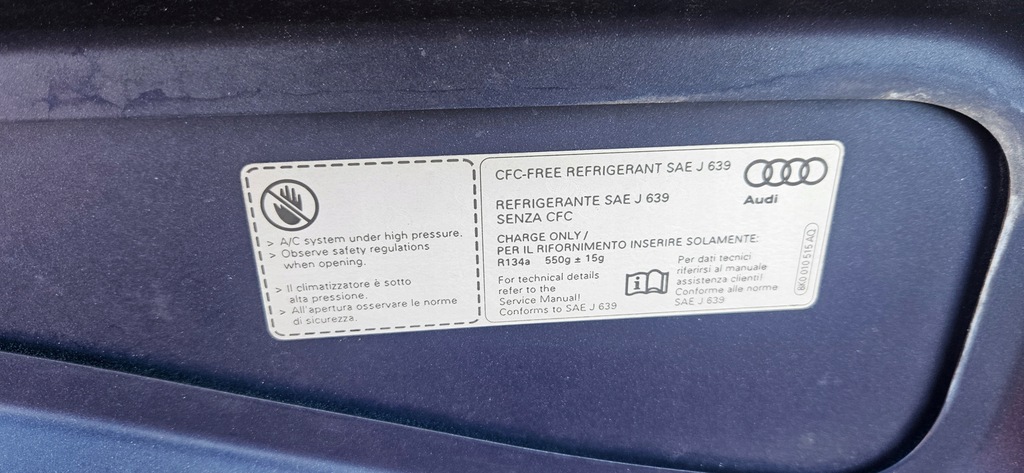 > A/C system under high pressure.
> Observe safety regulations
when opening.
> Il climatizzatore è sotto
alta pressione.
> All'apertura osservare le norme
di sicurezza.
CFC-FREE REFRIGERANT SAE J 639
REFRIGERANTE SAE J 639
SENZA CFC
CHARGE ONLY /
PER IL RIFORNIMENTO INSERIRE SOLAMENTE:
R134a 550g ± 15g
For technical details
refer to the
Service Manual!
Conforms to SAE J 639
Per dati tecnici
riferirsi al manuale
assistenza clienti!
Conforme alle norme
SAE J 639
Audi
8K0 010 515 AQ